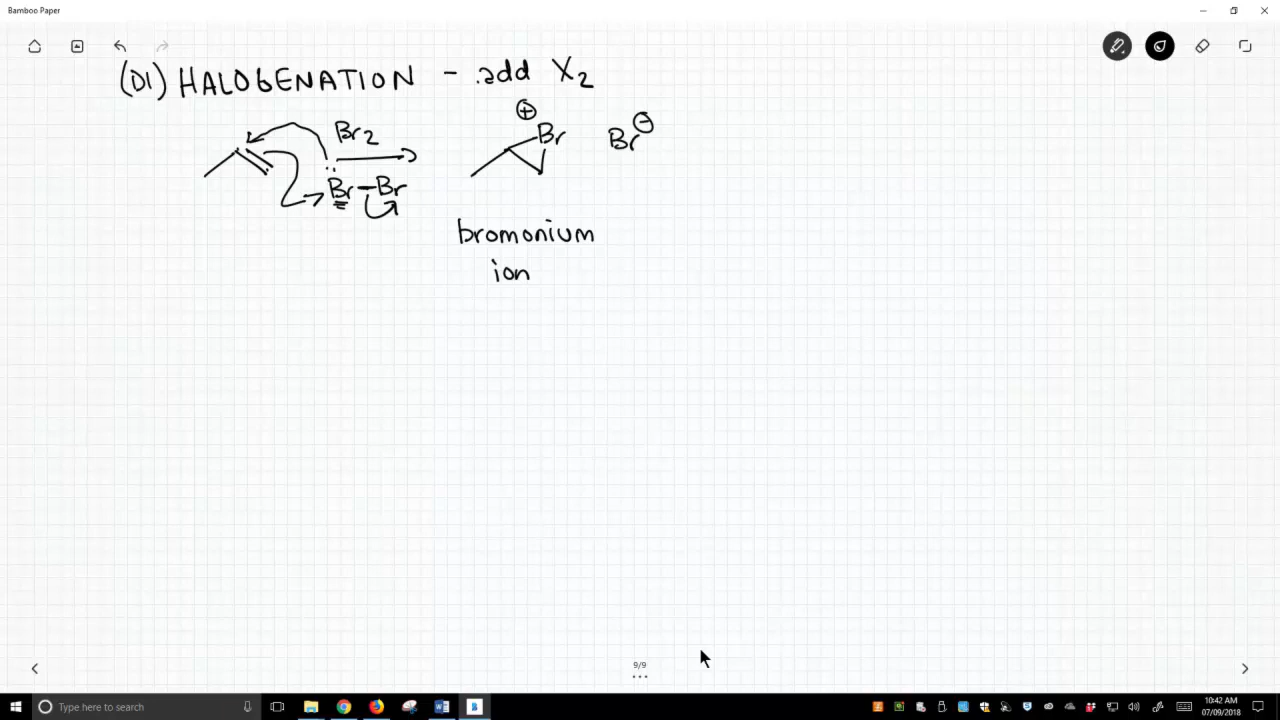 Bamboo Paper
(D1) HALOGENATION - add X2
⊕
Br2
Br
Br⊖
Br-Br
bromonium
ion
9/9
Type here to search
10:42 AM
07/09/2018